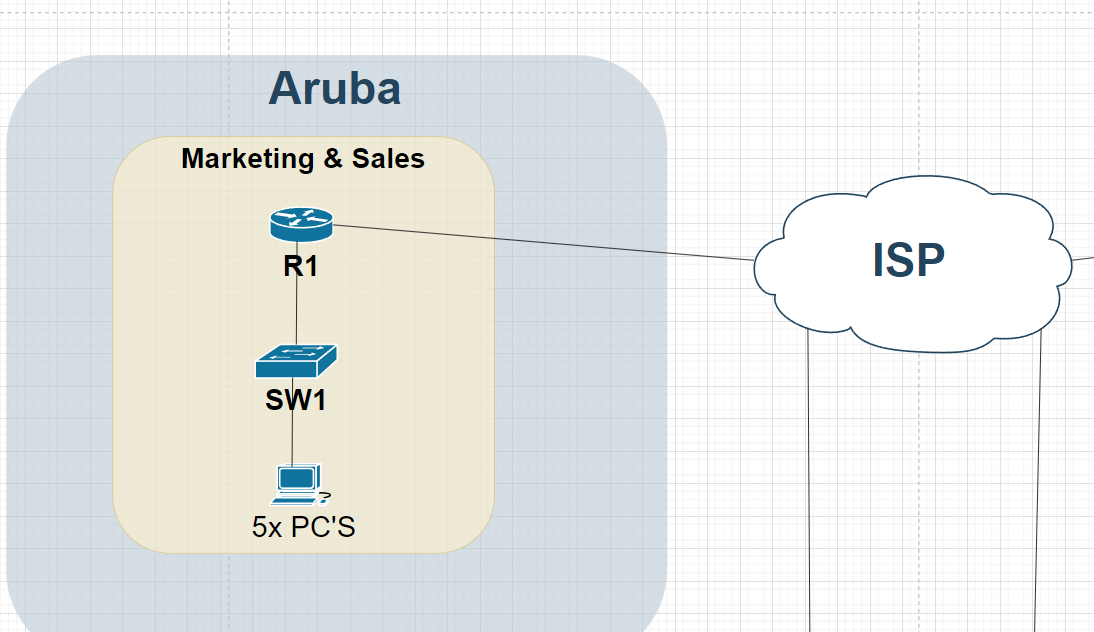 Aruba
Marketing & Sales
R1
SW1
5x PC'S
ISP